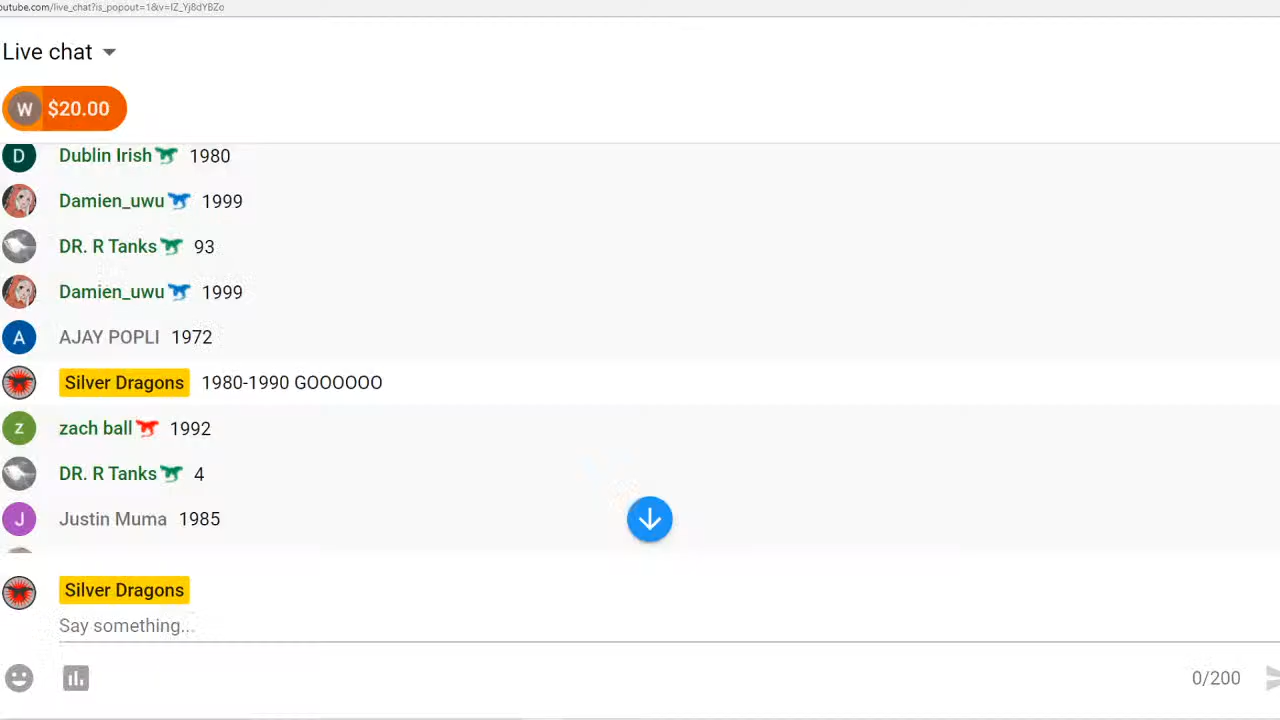 outube.com/live_chat?is_popout=1&v=IZ_Yj8dYBZo
Live chat
W $20.00
D Dublin Irish 1980
Damien_uwu 1999
DR. R Tanks 93
Damien_uwu 1999
A AJAY POPLI 1972
Silver Dragons 1980-1990 GOOOOOO
z zach ball 1992
DR. R Tanks 4
J Justin Muma 1985
Silver Dragons
Say something...
0/200